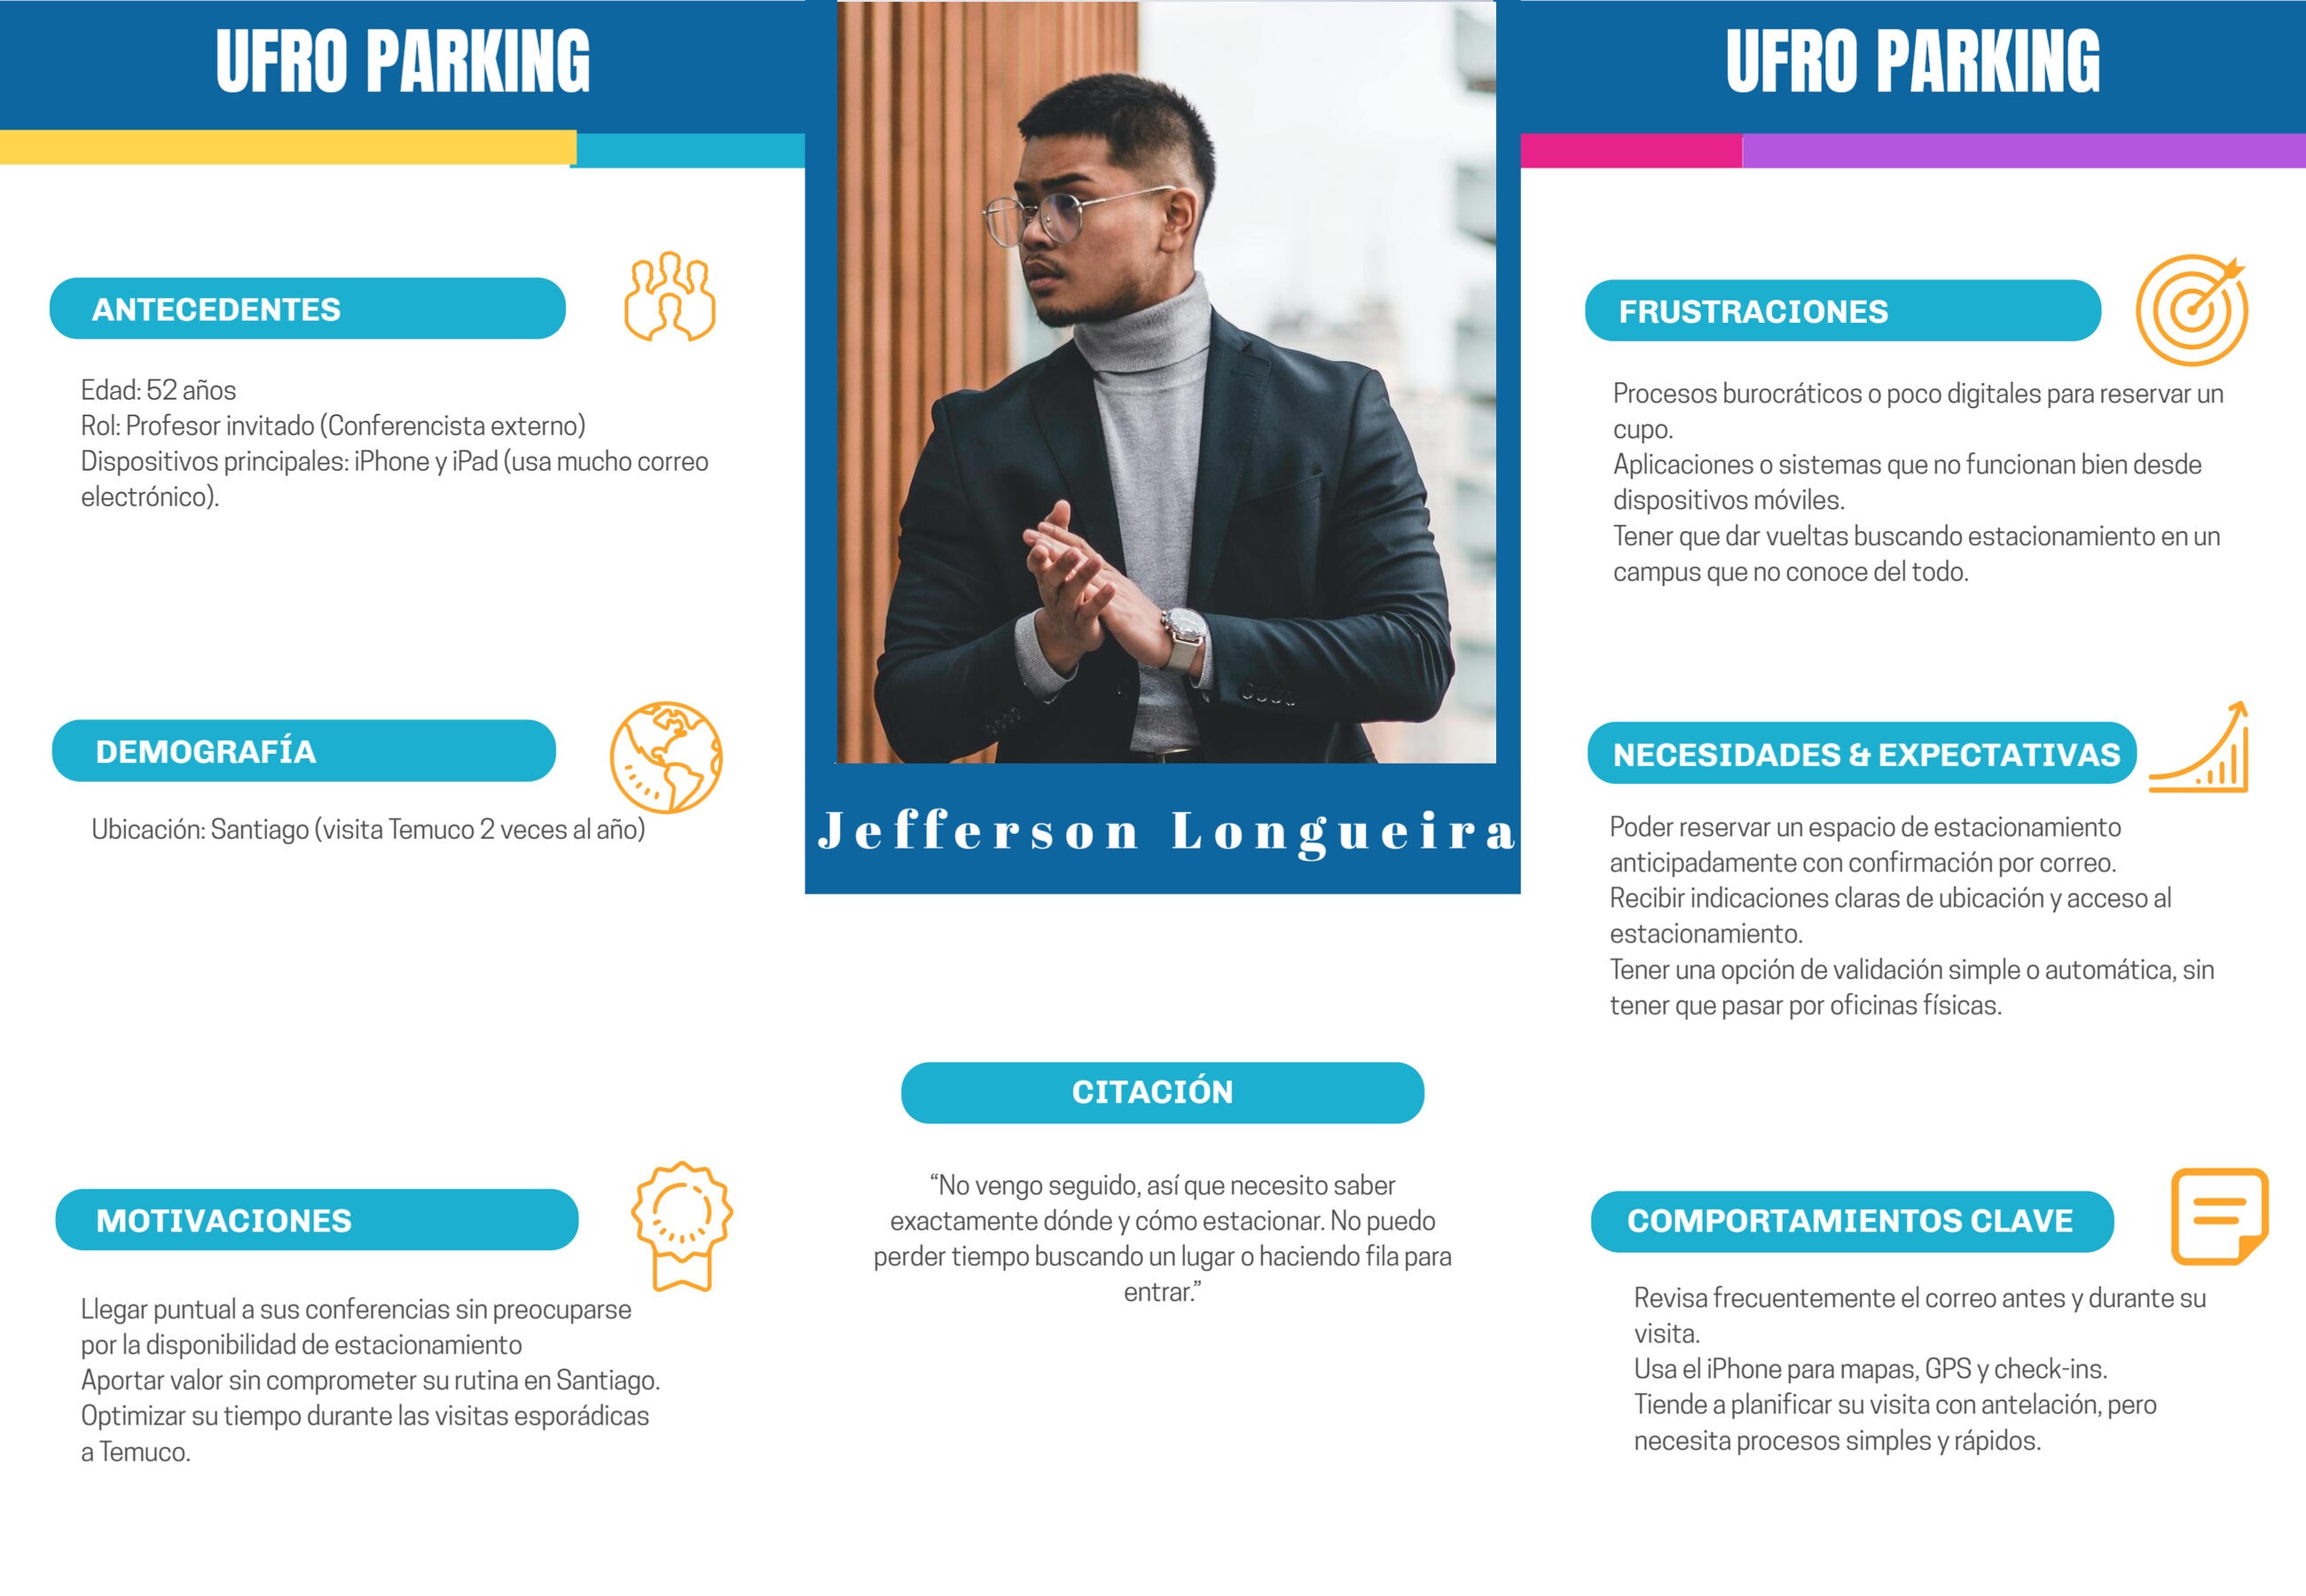 UFRO PARKING
ANTECEDENTES
Edad: 52 años
Rol: Profesor invitado (Conferencista externo)
Dispositivos principales: iPhone y iPad (usa mucho correo
electrónico).
DEMOGRAFÍA
Ubicación: Santiago (visita Temuco 2 veces al año)
MOTIVACIONES
Llegar puntual a sus conferencias sin preocuparse
por la disponibilidad de estacionamiento
Aportar valor sin comprometer su rutina en Santiago.
Optimizar su tiempo durante las visitas esporádicas
a Temuco.
Jefferson Longueira
CITACIÓN
“No vengo seguido, así que necesito saber
exactamente dónde y cómo estacionar. No puedo
perder tiempo buscando un lugar o haciendo fila para
entrar.”
UFRO PARKING
FRUSTRACIONES
Procesos burocráticos o poco digitales para reservar un
cupo.
Aplicaciones o sistemas que no funcionan bien desde
dispositivos móviles.
Tener que dar vueltas buscando estacionamiento en un
campus que no conoce del todo.
NECESIDADES & EXPECTATIVAS
Poder reservar un espacio de estacionamiento
anticipadamente con confirmación por correo.
Recibir indicaciones claras de ubicación y acceso al
estacionamiento.
Tener una opción de validación simple o automática, sin
tener que pasar por oficinas físicas.
COMPORTAMIENTOS CLAVE
Revisa frecuentemente el correo antes y durante su
visita.
Usa el iPhone para mapas, GPS y check-ins.
Tiende a planificar su visita con antelación, pero
necesita procesos simples y rápidos.